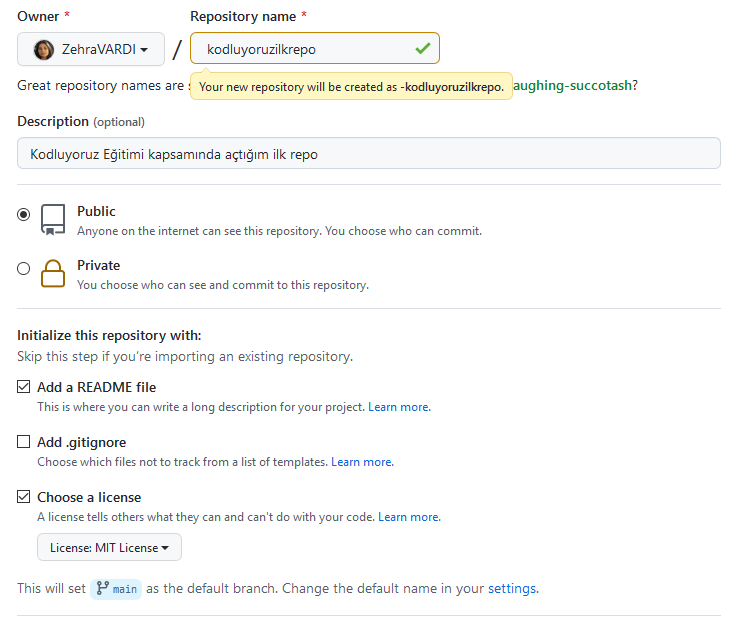 Owner * Repository name *
ZehraVARDI / kodluyoruzilkrepo
Great repository names are aughing-succotash?
Your new repository will be created as -kodluyoruzilkrepo.
Description (optional)
Kodluyoruz Eğitimi kapsamında açtığım ilk repo
Public
Anyone on the internet can see this repository. You choose who can commit.
Private
You choose who can see and commit to this repository.
Initialize this repository with:
Skip this step if you’re importing an existing repository.
Add a README file
This is where you can write a long description for your project. Learn more.
Add .gitignore
Choose which files not to track from a list of templates. Learn more.
Choose a license
A license tells others what they can and can't do with your code. Learn more.
License: MIT License
This will set main as the default branch. Change the default name in your settings.